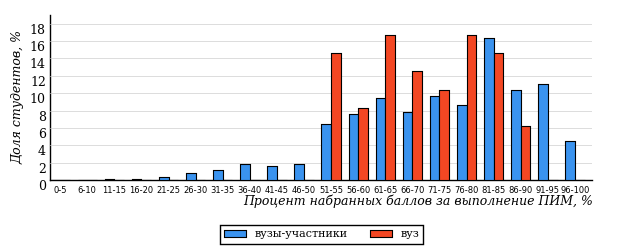 Доля студентов, %
18
16
14
12
10
8
6
4
2
0
0-5 6-10 11-15 16-20 21-25 26-30 31-35 36-40 41-45 46-50 51-55 56-60 61-65 66-70 71-75 76-80 81-85 86-90 91-95 96-100
Процент набранных баллов за выполнение ПИМ, %
вузы-участники вуз